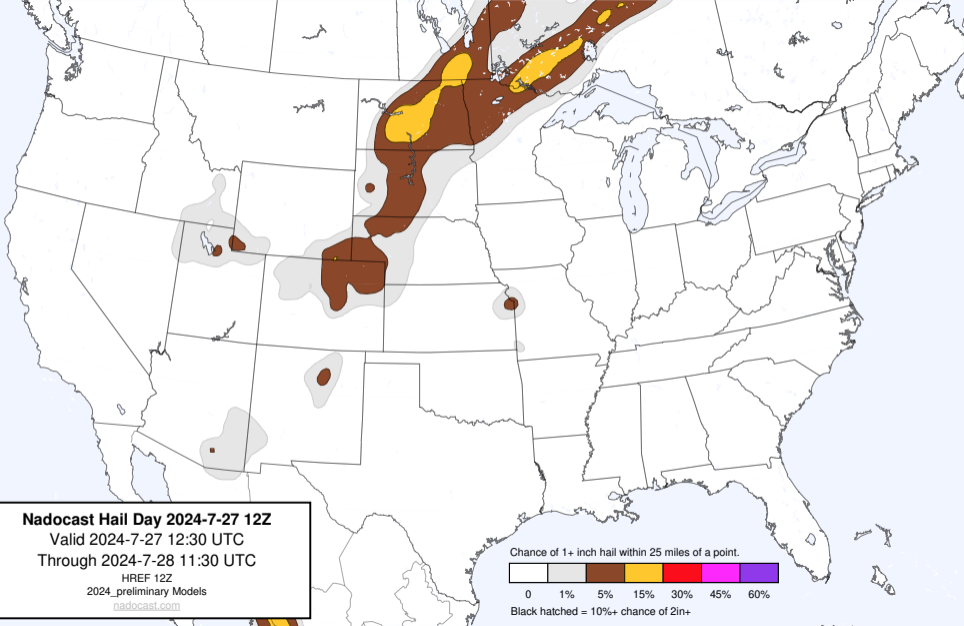 Nadocast Hail Day 2024-7-27 12Z
Valid 2024-7-27 12:30 UTC
Through 2024-7-28 11:30 UTC
HREF 12Z
2024_preliminary Models
nadocast.com
Chance of 1+ inch hail within 25 miles of a point.
0 1% 5% 15% 30% 45% 60%
Black hatched = 10%+ chance of 2in+